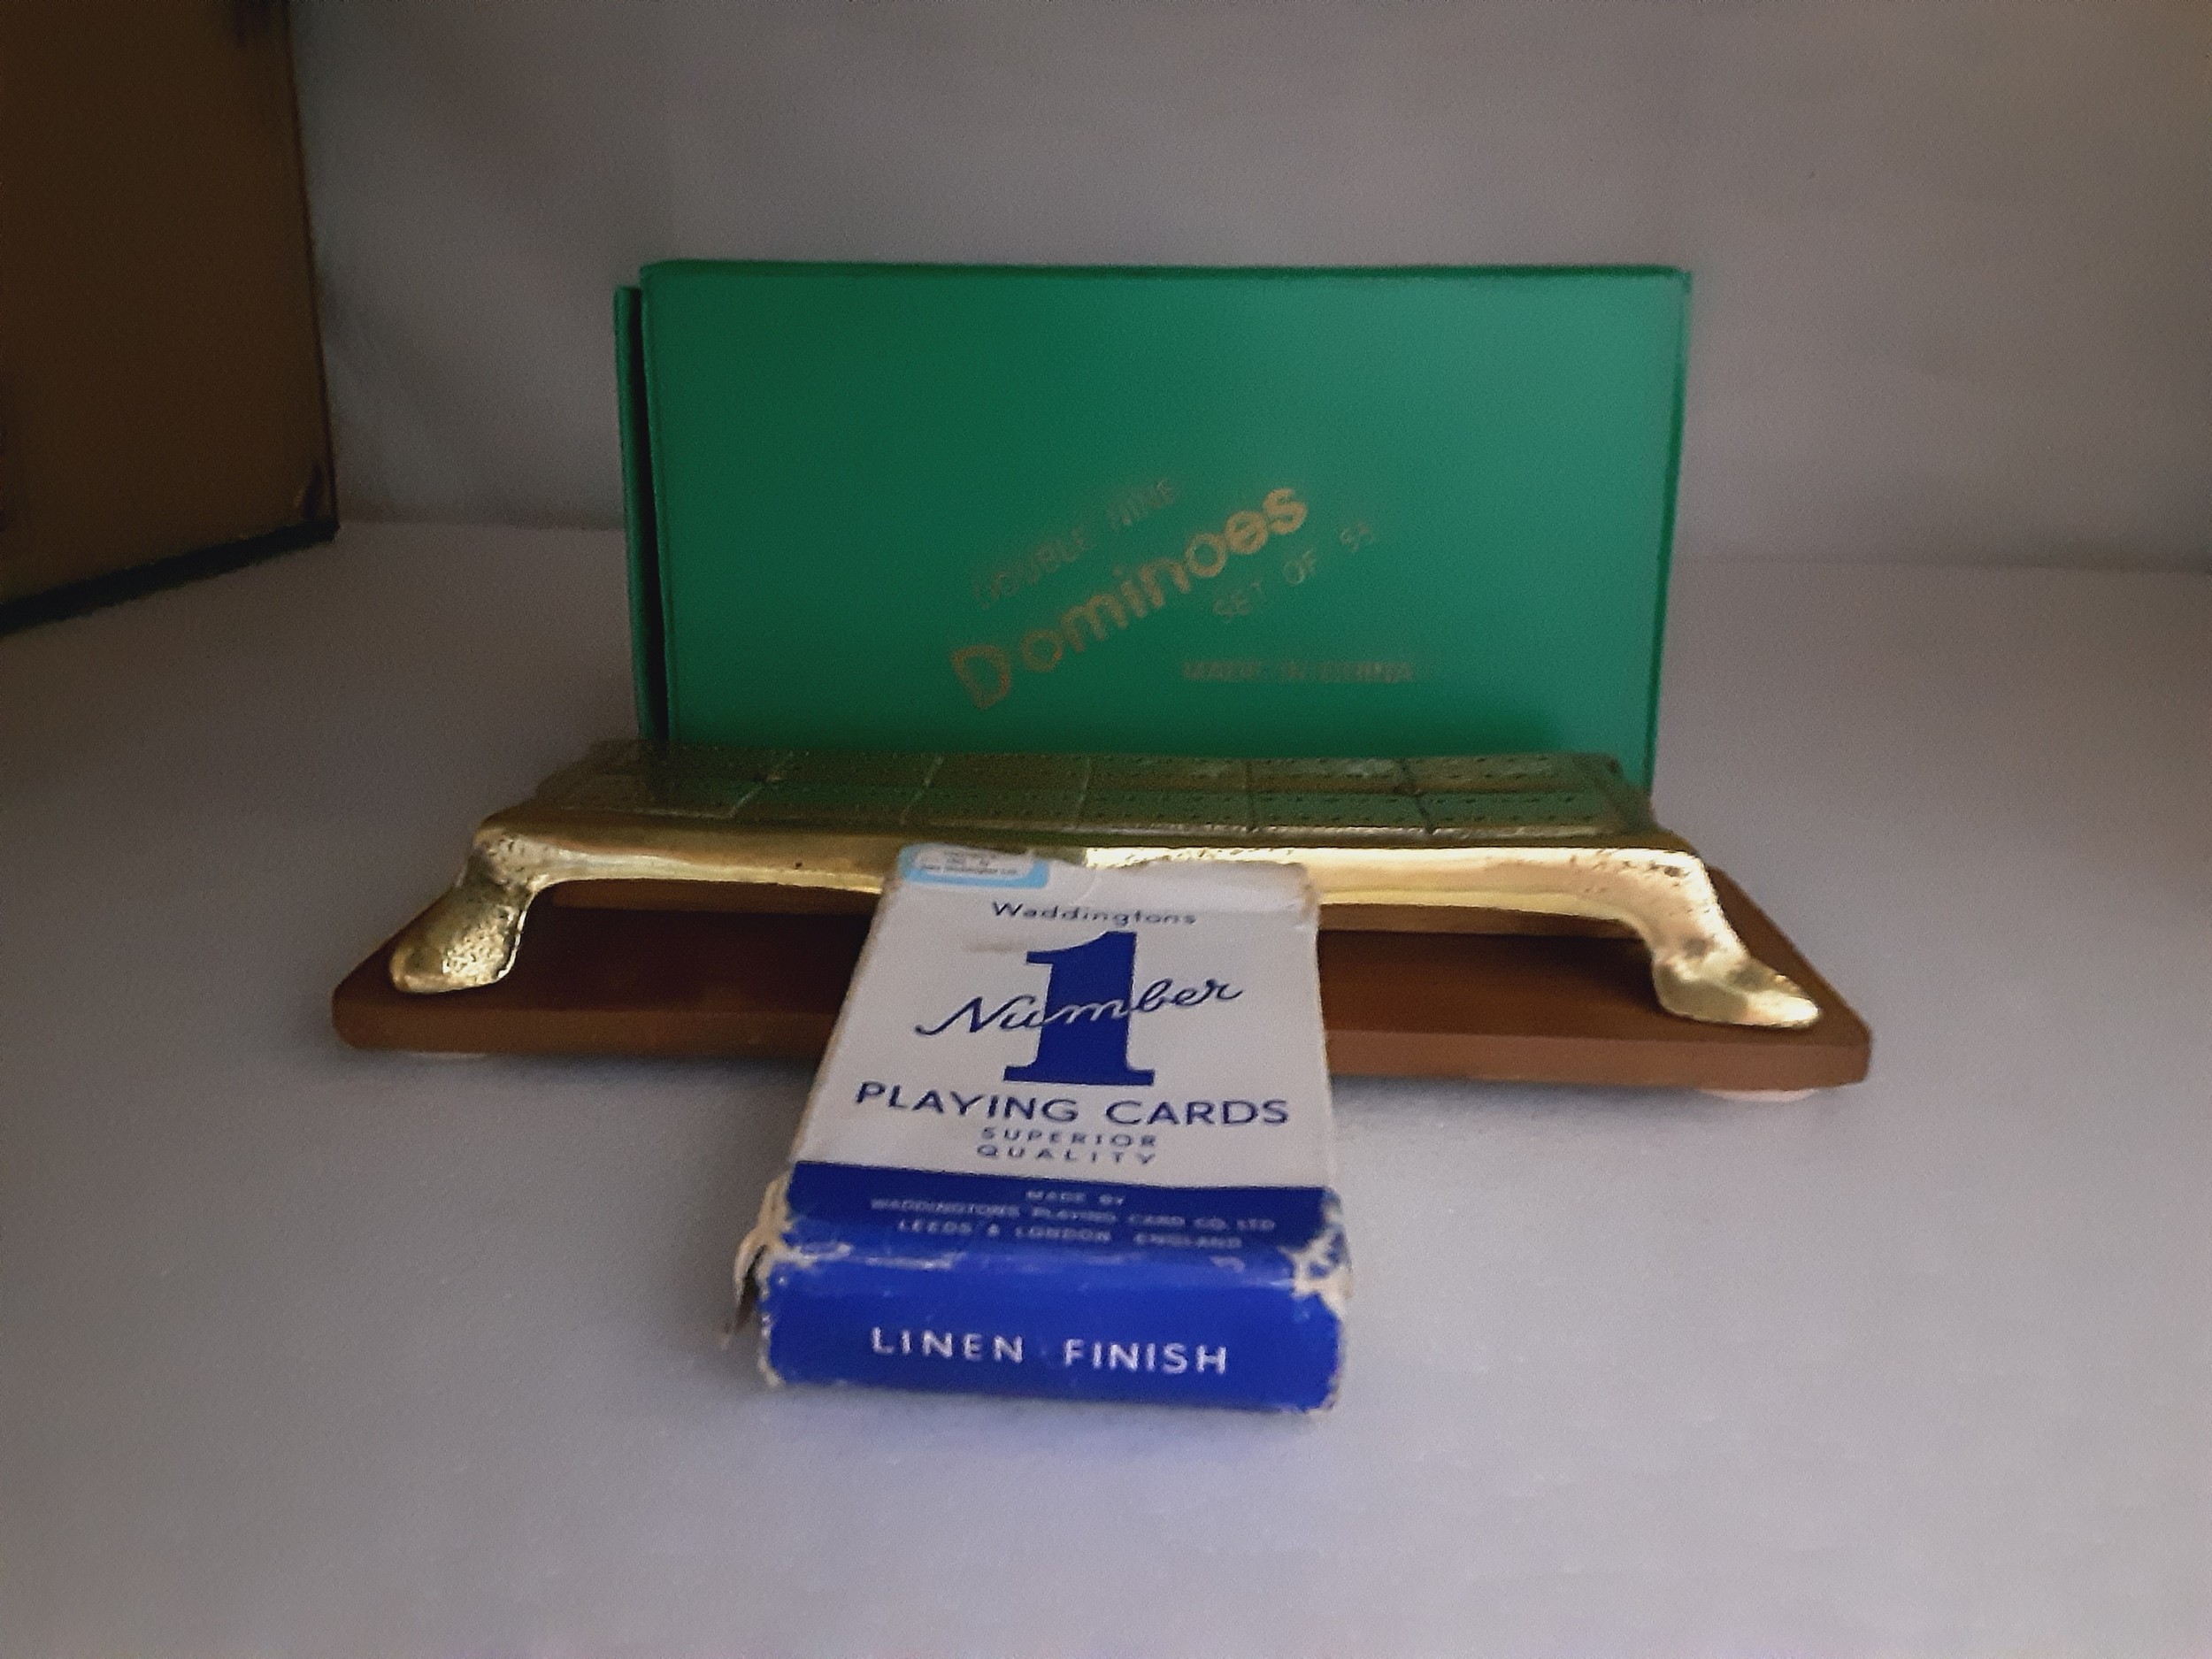 DOUBLE NINE
Dominoes
SET OF 55
MADE IN CHINA
Waddingtons
Number 1
PLAYING CARDS
SUPERIOR
QUALITY
MADE BY
WADDINGTONS PLAYING CARD CO. LTD
LEEDS & LONDON ENGLAND
LINEN FINISH